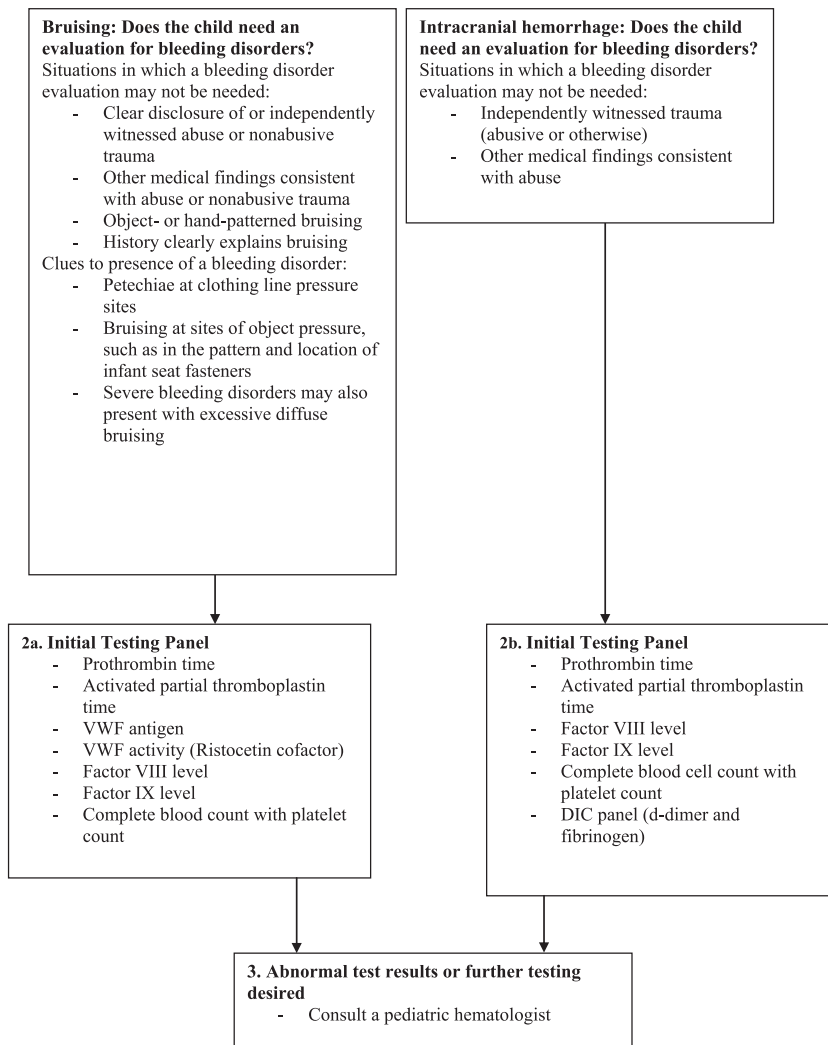 Bruising: Does the child need an
evaluation for bleeding disorders?
Situations in which a bleeding disorder
evaluation may not be needed:
- Clear disclosure of or independently
witnessed abuse or nonabusive
trauma
- Other medical findings consistent
with abuse or nonabusive trauma
- Object- or hand-patterned bruising
- History clearly explains bruising
Clues to presence of a bleeding disorder:
- Petechiae at clothing line pressure
sites
- Bruising at sites of object pressure,
such as in the pattern and location of
infant seat fasteners
- Severe bleeding disorders may also
present with excessive diffuse
bruising
Intracranial hemorrhage: Does the child
need an evaluation for bleeding disorders?
Situations in which a bleeding disorder
evaluation may not be needed:
- Independently witnessed trauma
(abusive or otherwise)
- Other medical findings consistent
with abuse
2a. Initial Testing Panel
- Prothrombin time
- Activated partial thromboplastin
time
- VWF antigen
- VWF activity (Ristocetin cofactor)
- Factor VIII level
- Factor IX level
- Complete blood count with platelet
count
2b. Initial Testing Panel
- Prothrombin time
- Activated partial thromboplastin
time
- Factor VIII level
- Factor IX level
- Complete blood cell count with
platelet count
- DIC panel (d-dimer and
fibrinogen)
3. Abnormal test results or further testing
desired
- Consult a pediatric hematologist